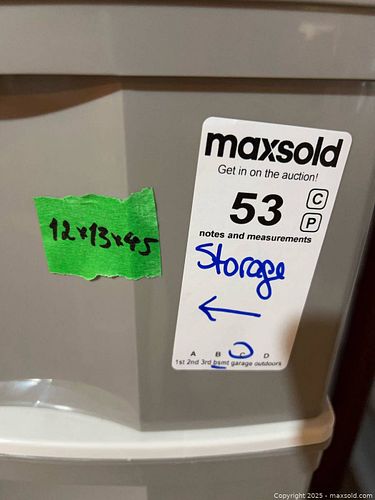 maxsold
Get in on the auction!
53
C
P
notes and measurements
Storage
←
A B C D
1st 2nd 3rd bsmt garage outdoors
12x13x45
Copyright 2025 - maxsold.com